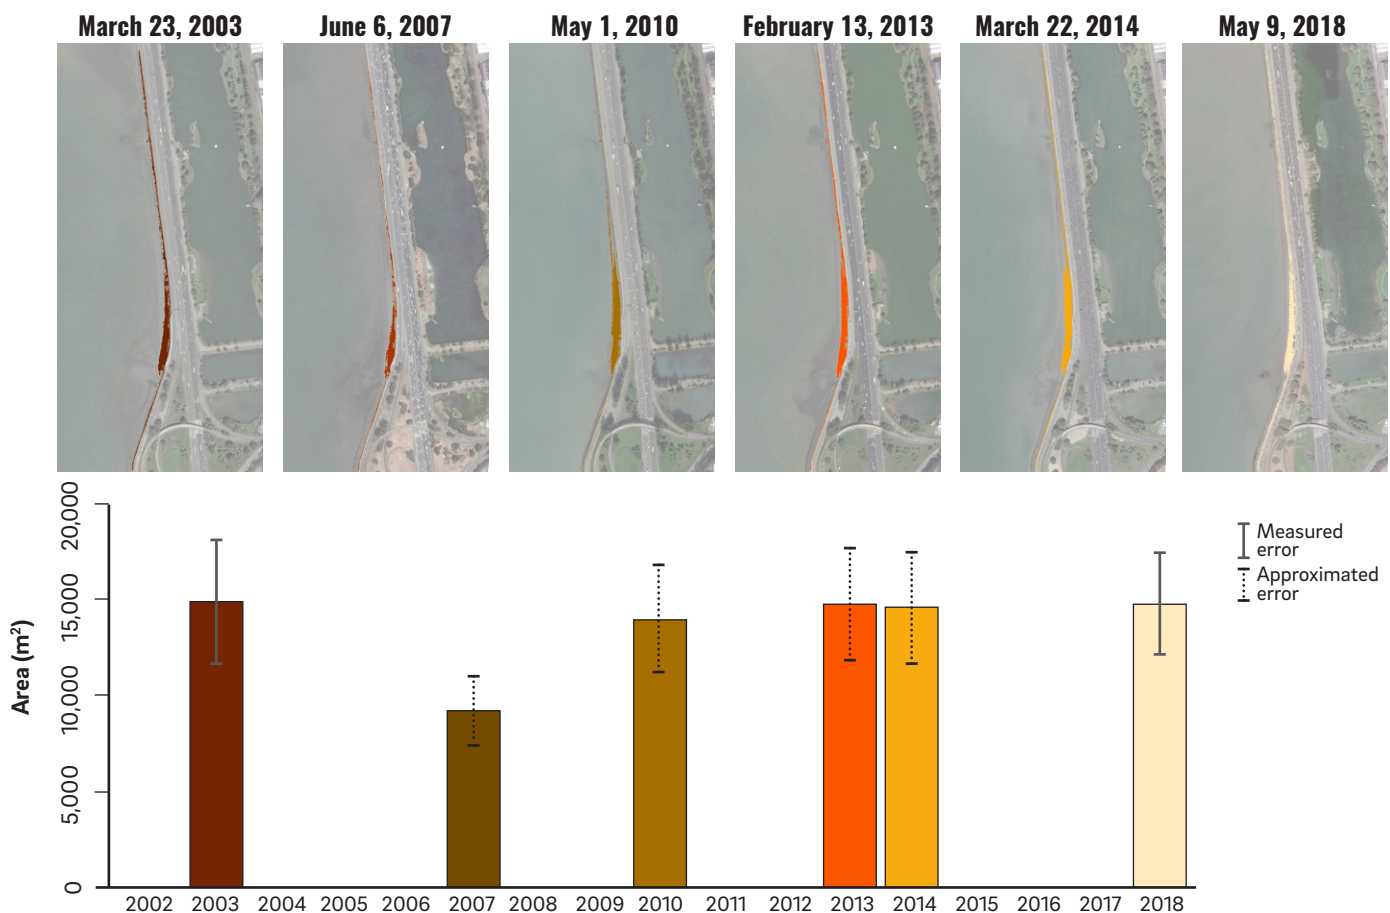 March 23, 2003
June 6, 2007
May 1, 2010
February 13, 2013
March 22, 2014
May 9, 2018
Area (m²)
20,000
15,000
10,000
5,000
0
Measured
error
Approximated
error
2002 2003 2004 2005 2006 2007 2008 2009 2010 2011 2012 2013 2014 2015 2016 2017 2018